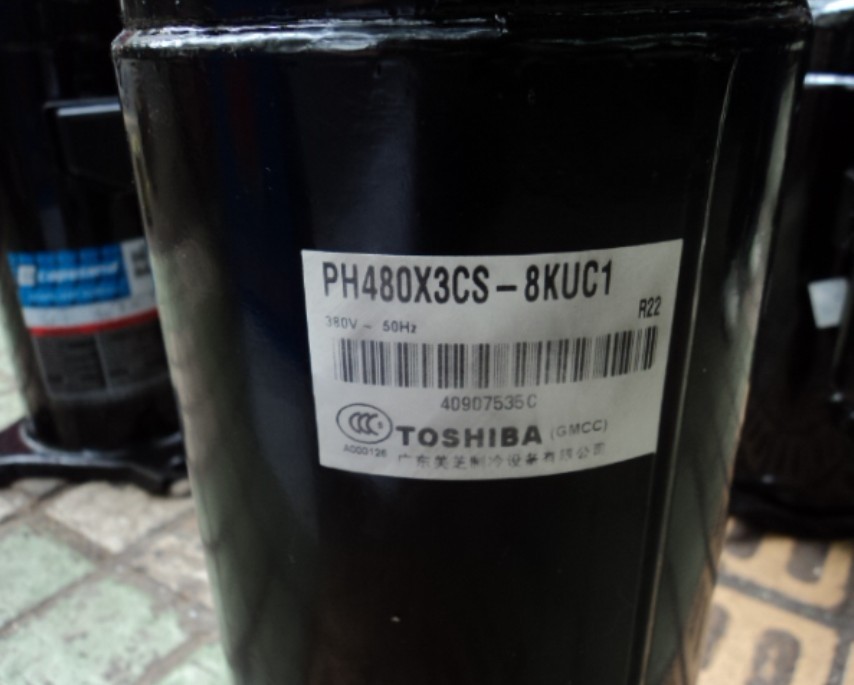 PH480X3CS-8KUC1
R22
380V ~ 50Hz
40907535C
CCC
TOSHIBA (GMCC)
A000126
广东美芝制冷设备有限公司